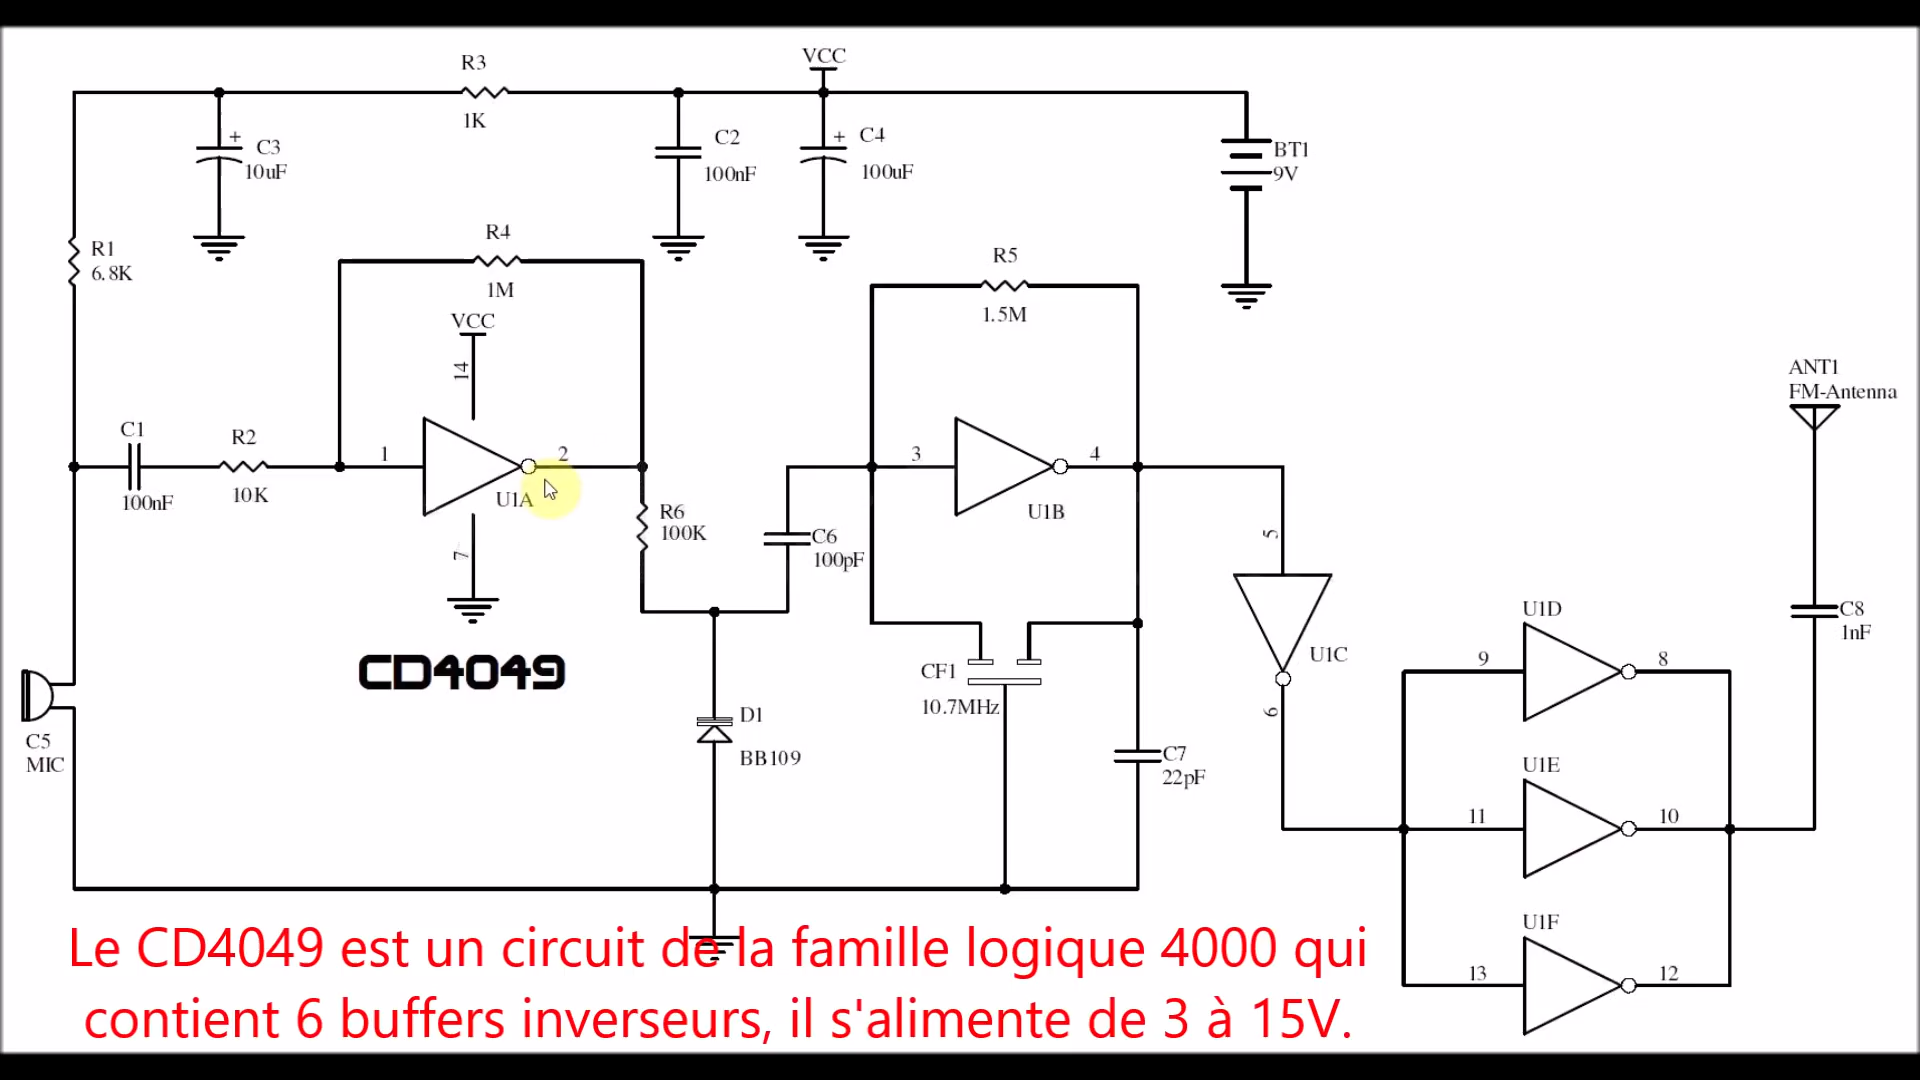 VCC
R3
1K
+
C3
10uF
C2
100nF
+
C4
100uF
BT1
9V
R1
6.8K
R4
1M
VCC
14
R5
1.5M
ANT1
FM-Antenna
C1
100nF
R2
10K
1
2
U1A
7
R6
100K
C6
100pF
3
4
U1B
5
U1C
6
CD4049
CF1
10.7MHz
C5
MIC
D1
BB109
C7
22pF
U1D
9
8
C8
1nF
U1E
11
10
U1F
13
12
Le CD4049 est un circuit de la famille logique 4000 qui
contient 6 buffers inverseurs, il s'alimente de 3 à 15V.